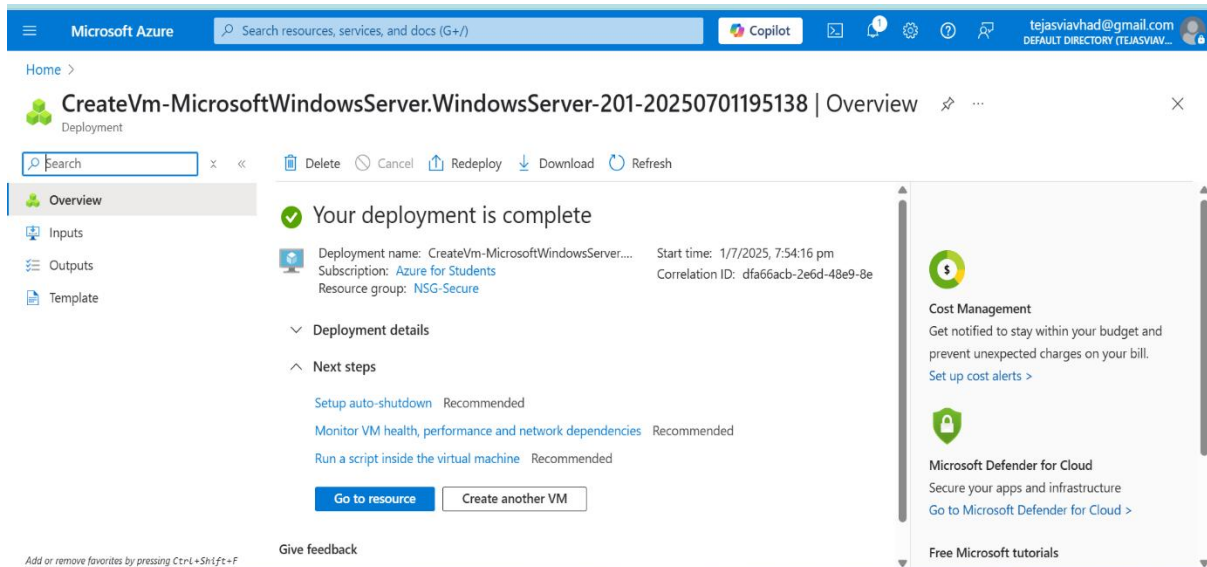 Microsoft Azure
Search resources, services, and docs (G+/)
Copilot
1
tejasviavhad@gmail.com
DEFAULT DIRECTORY (TEJASVIAV...
Home >
CreateVm-MicrosoftWindowsServer.WindowsServer-201-20250701195138 | Overview
Deployment
Search
Delete Cancel Redeploy Download Refresh
Overview
Inputs
Outputs
Template
Your deployment is complete
Deployment name: CreateVm-MicrosoftWindowsServer....
Subscription: Azure for Students
Resource group: NSG-Secure
Start time: 1/7/2025, 7:54:16 pm
Correlation ID: dfa66acb-2e6d-48e9-8e
Deployment details
Next steps
Setup auto-shutdown Recommended
Monitor VM health, performance and network dependencies Recommended
Run a script inside the virtual machine Recommended
Go to resource
Create another VM
Give feedback
$
Cost Management
Get notified to stay within your budget and
prevent unexpected charges on your bill.
Set up cost alerts >
Microsoft Defender for Cloud
Secure your apps and infrastructure
Go to Microsoft Defender for Cloud >
Free Microsoft tutorials
Add or remove favorites by pressing Ctrl+Shift+F